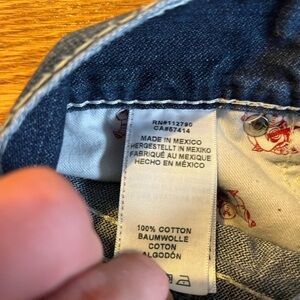 RN#112790
CA#57414
MADE IN MEXICO
HERGESTELLT IN MEXIKO
FABRIQUÉ AU MEXIQUE
HECHO EN MÉXICO
100% COTTON
BAUMWOLLE
COTON
ALGODÓN